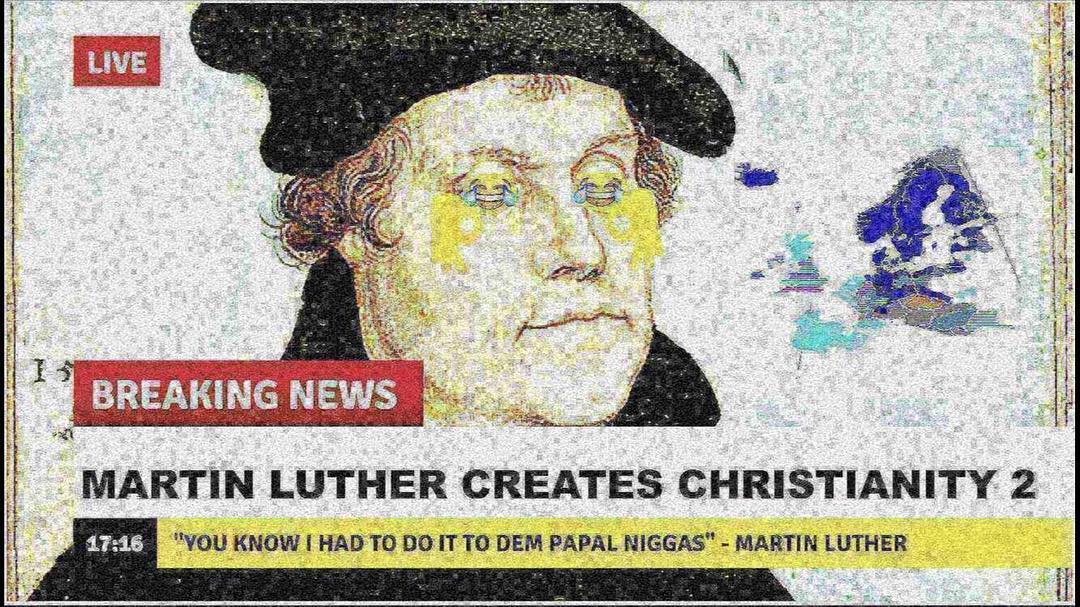 LIVE
15
BREAKING NEWS
MARTIN LUTHER CREATES CHRISTIANITY 2
17:16
"YOU KNOW I HAD TO DO IT TO DEM PAPAL NIGGAS" - MARTIN LUTHER